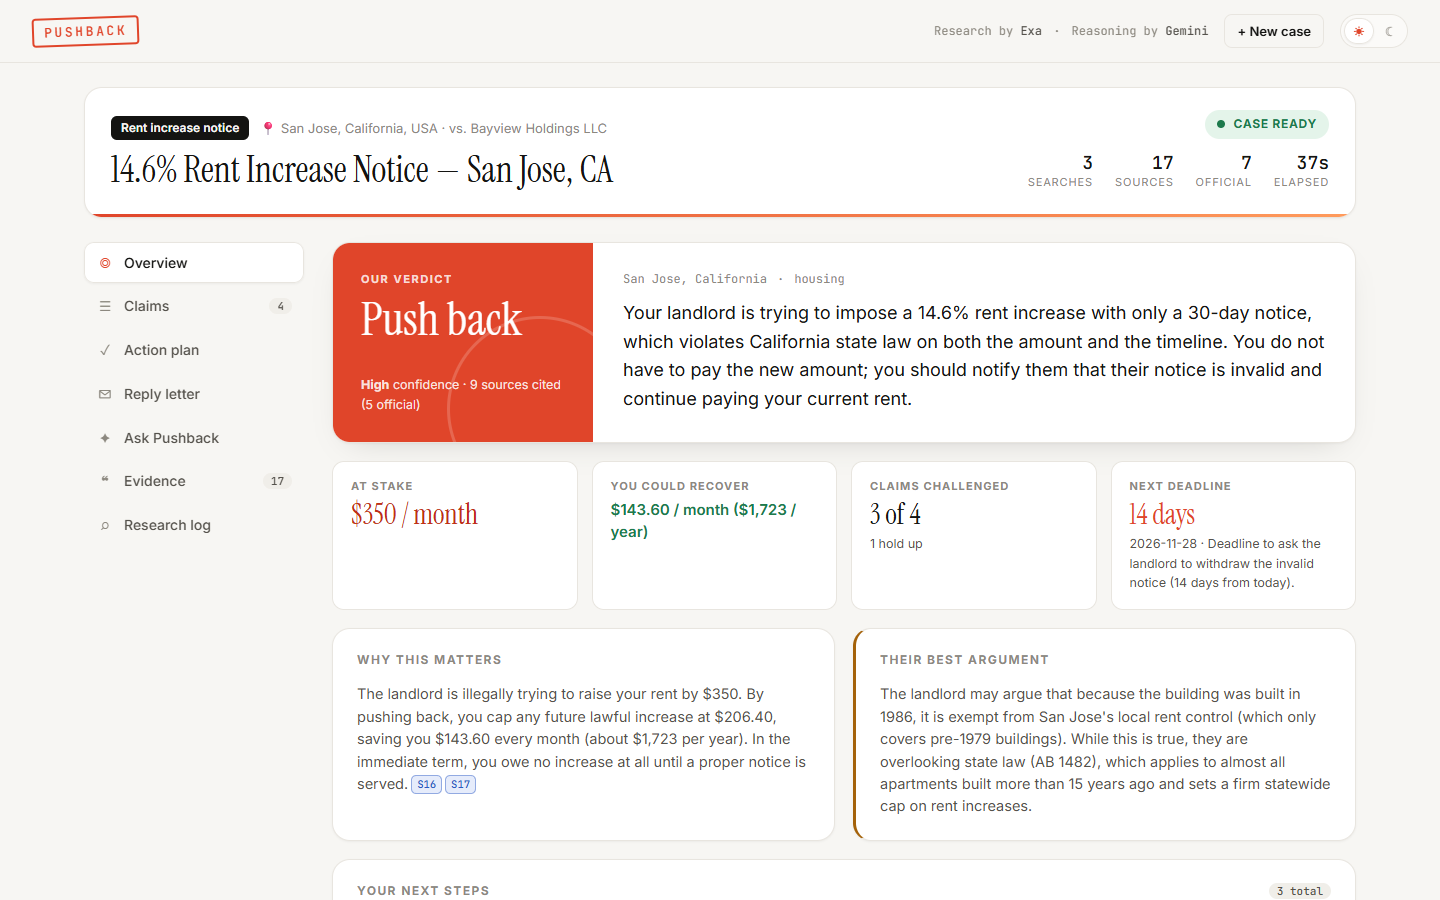 PUSHBACK
Research by Exa · Reasoning by Gemini
+ New case
Rent increase notice
San Jose, California, USA · vs. Bayview Holdings LLC
CASE READY
14.6% Rent Increase Notice — San Jose, CA
3
SEARCHES
17
SOURCES
7
OFFICIAL
37s
ELAPSED
Overview
Claims
4
Action plan
Reply letter
Ask Pushback
Evidence
17
Research log
OUR VERDICT
Push back
High confidence · 9 sources cited
(5 official)
San Jose, California · housing
Your landlord is trying to impose a 14.6% rent increase with only a 30-day notice,
which violates California state law on both the amount and the timeline. You do not
have to pay the new amount; you should notify them that their notice is invalid and
continue paying your current rent.
AT STAKE
$350 / month
YOU COULD RECOVER
$143.60 / month ($1,723 /
year)
CLAIMS CHALLENGED
3 of 4
1 hold up
NEXT DEADLINE
14 days
2026-11-28 · Deadline to ask the
landlord to withdraw the invalid
notice (14 days from today).
WHY THIS MATTERS
The landlord is illegally trying to raise your rent by $350. By
pushing back, you cap any future lawful increase at $206.40,
saving you $143.60 every month (about $1,723 per year). In the
immediate term, you owe no increase at all until a proper notice is
served. S16 S17
THEIR BEST ARGUMENT
The landlord may argue that because the building was built in
1986, it is exempt from San Jose's local rent control (which only
covers pre-1979 buildings). While this is true, they are
overlooking state law (AB 1482), which applies to almost all
apartments built more than 15 years ago and sets a firm statewide
cap on rent increases.
YOUR NEXT STEPS
3 total